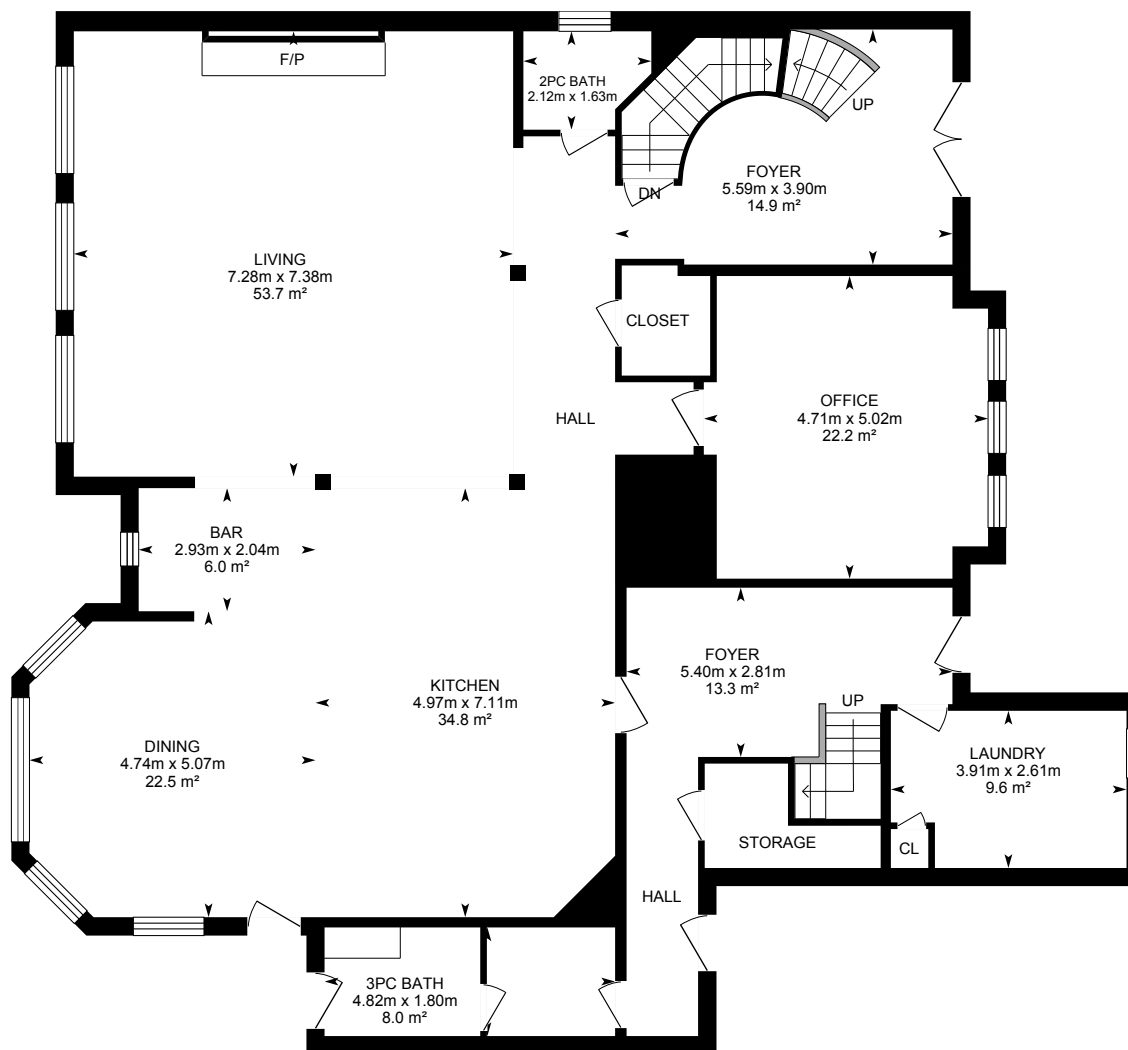 F/P
2PC BATH
2.12m x 1.63m
UP
DN
FOYER
5.59m x 3.90m
14.9 m²
LIVING
7.28m x 7.38m
53.7 m²
CLOSET
HALL
OFFICE
4.71m x 5.02m
22.2 m²
BAR
2.93m x 2.04m
6.0 m²
KITCHEN
4.97m x 7.11m
34.8 m²
FOYER
5.40m x 2.81m
13.3 m²
UP
DINING
4.74m x 5.07m
22.5 m²
LAUNDRY
3.91m x 2.61m
9.6 m²
STORAGE
CL
HALL
3PC BATH
4.82m x 1.80m
8.0 m²